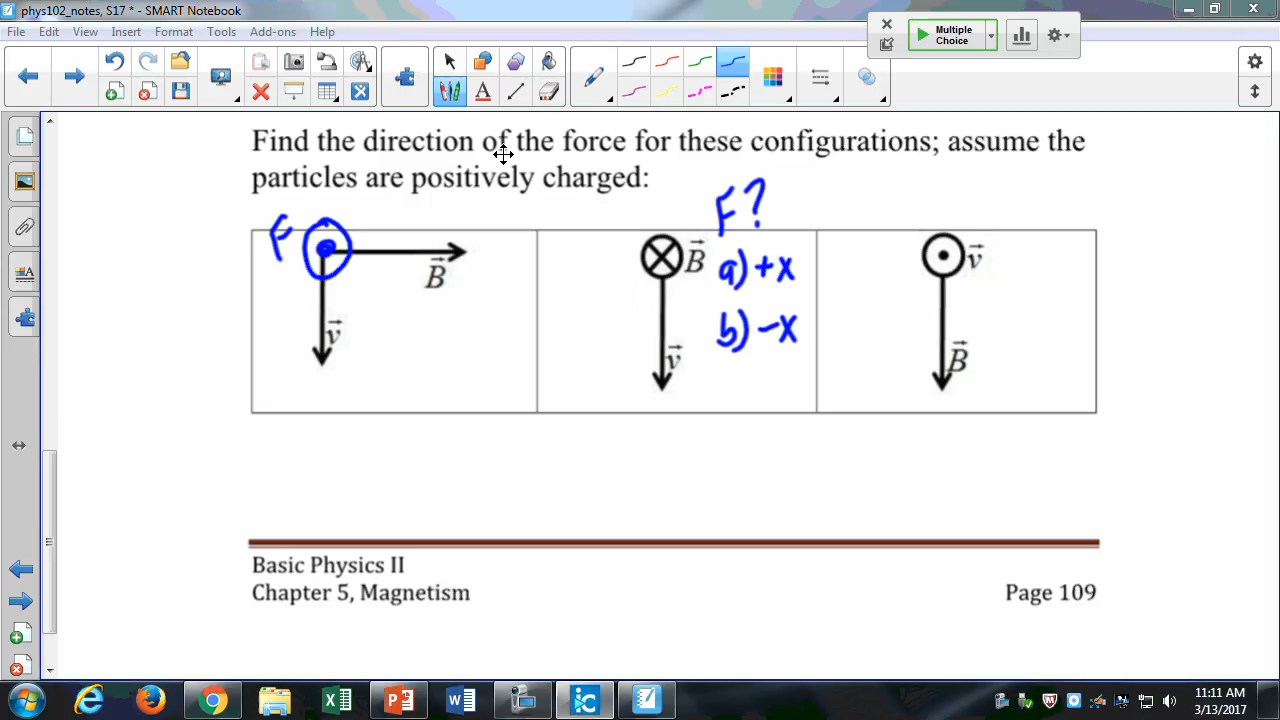 phys102_notes, S17 * - SMART Notebook
File Edit View Insert Format Tools Add-ons Help
Multiple Choice
Find the direction of the force for these configurations; assume the
particles are positively charged:
F
B
v
B
v
F?
a) +x
b) -x
v
B
Basic Physics II
Chapter 5, Magnetism
Page 109
11:11 AM
3/13/2017